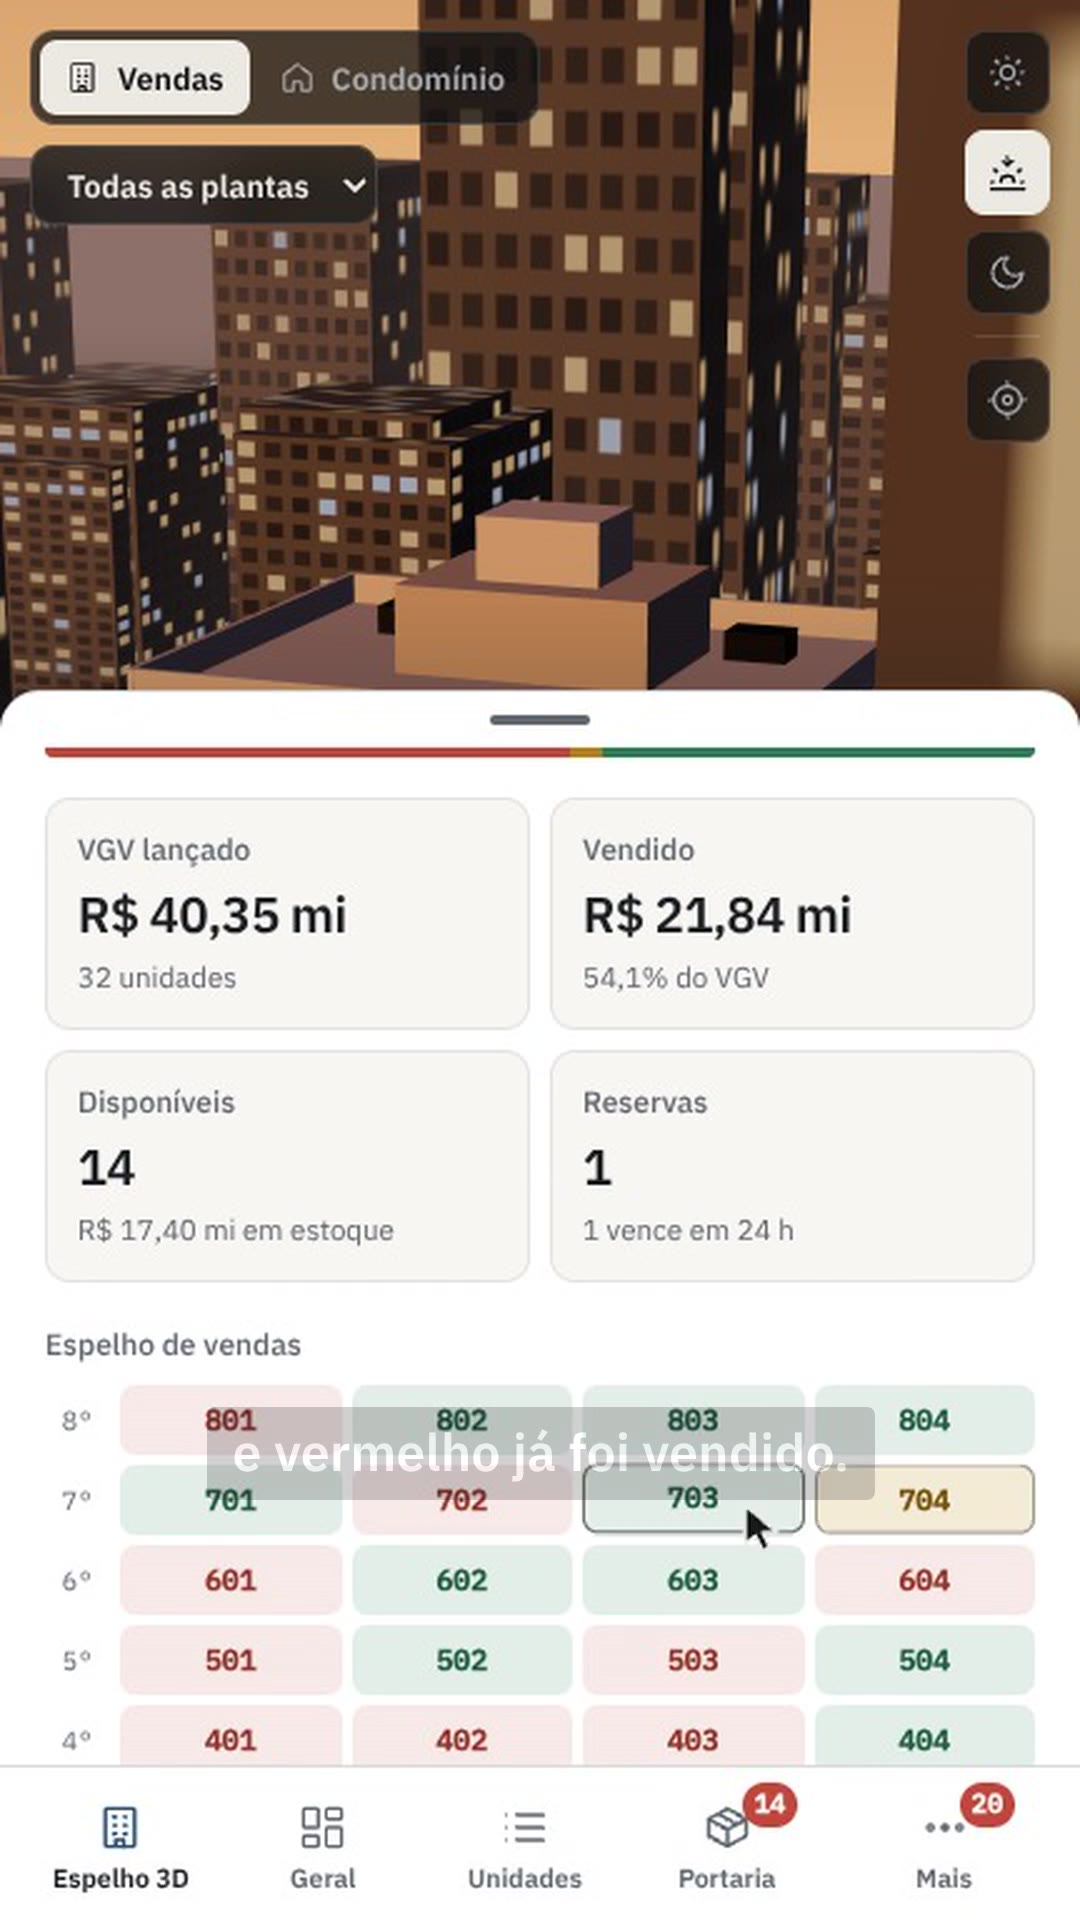 Vendas
Condomínio
Todas as plantas
VGV lançado
R$ 40,35 mi
32 unidades
Vendido
R$ 21,84 mi
54,1% do VGV
Disponíveis
14
R$ 17,40 mi em estoque
Reservas
1
1 vence em 24 h
Espelho de vendas
8º 801 802 803 804
e vermelho já foi vendido.
7º 701 702 703 704
6º 601 602 603 604
5º 501 502 503 504
4º 401 402 403 404
14
20
Espelho 3D
Geral
Unidades
Portaria
Mais